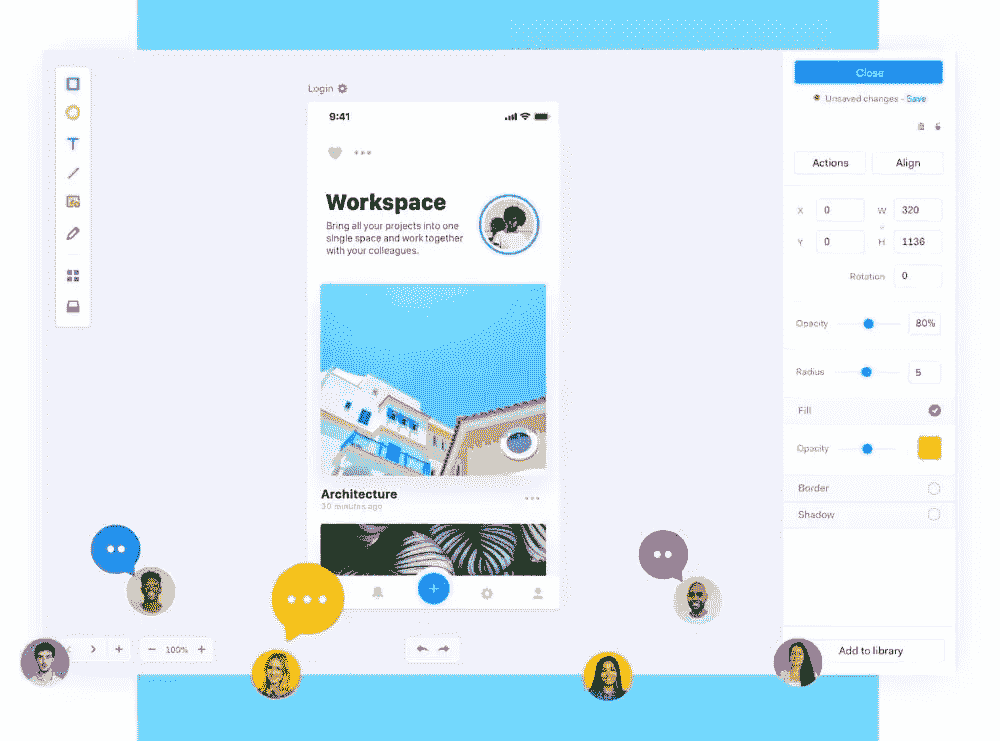 Login
9:41
Workspace
Bring all your projects into one
single space and work together
with your colleagues.
Architecture
30 minutes ago
100%
Close
Unsaved changes - Save
Actions
Align
X 0 W 320
Y 0 H 1136
Rotation 0
Opacity 80%
Radius 5
Fill
Opacity
Border
Shadow
Add to library